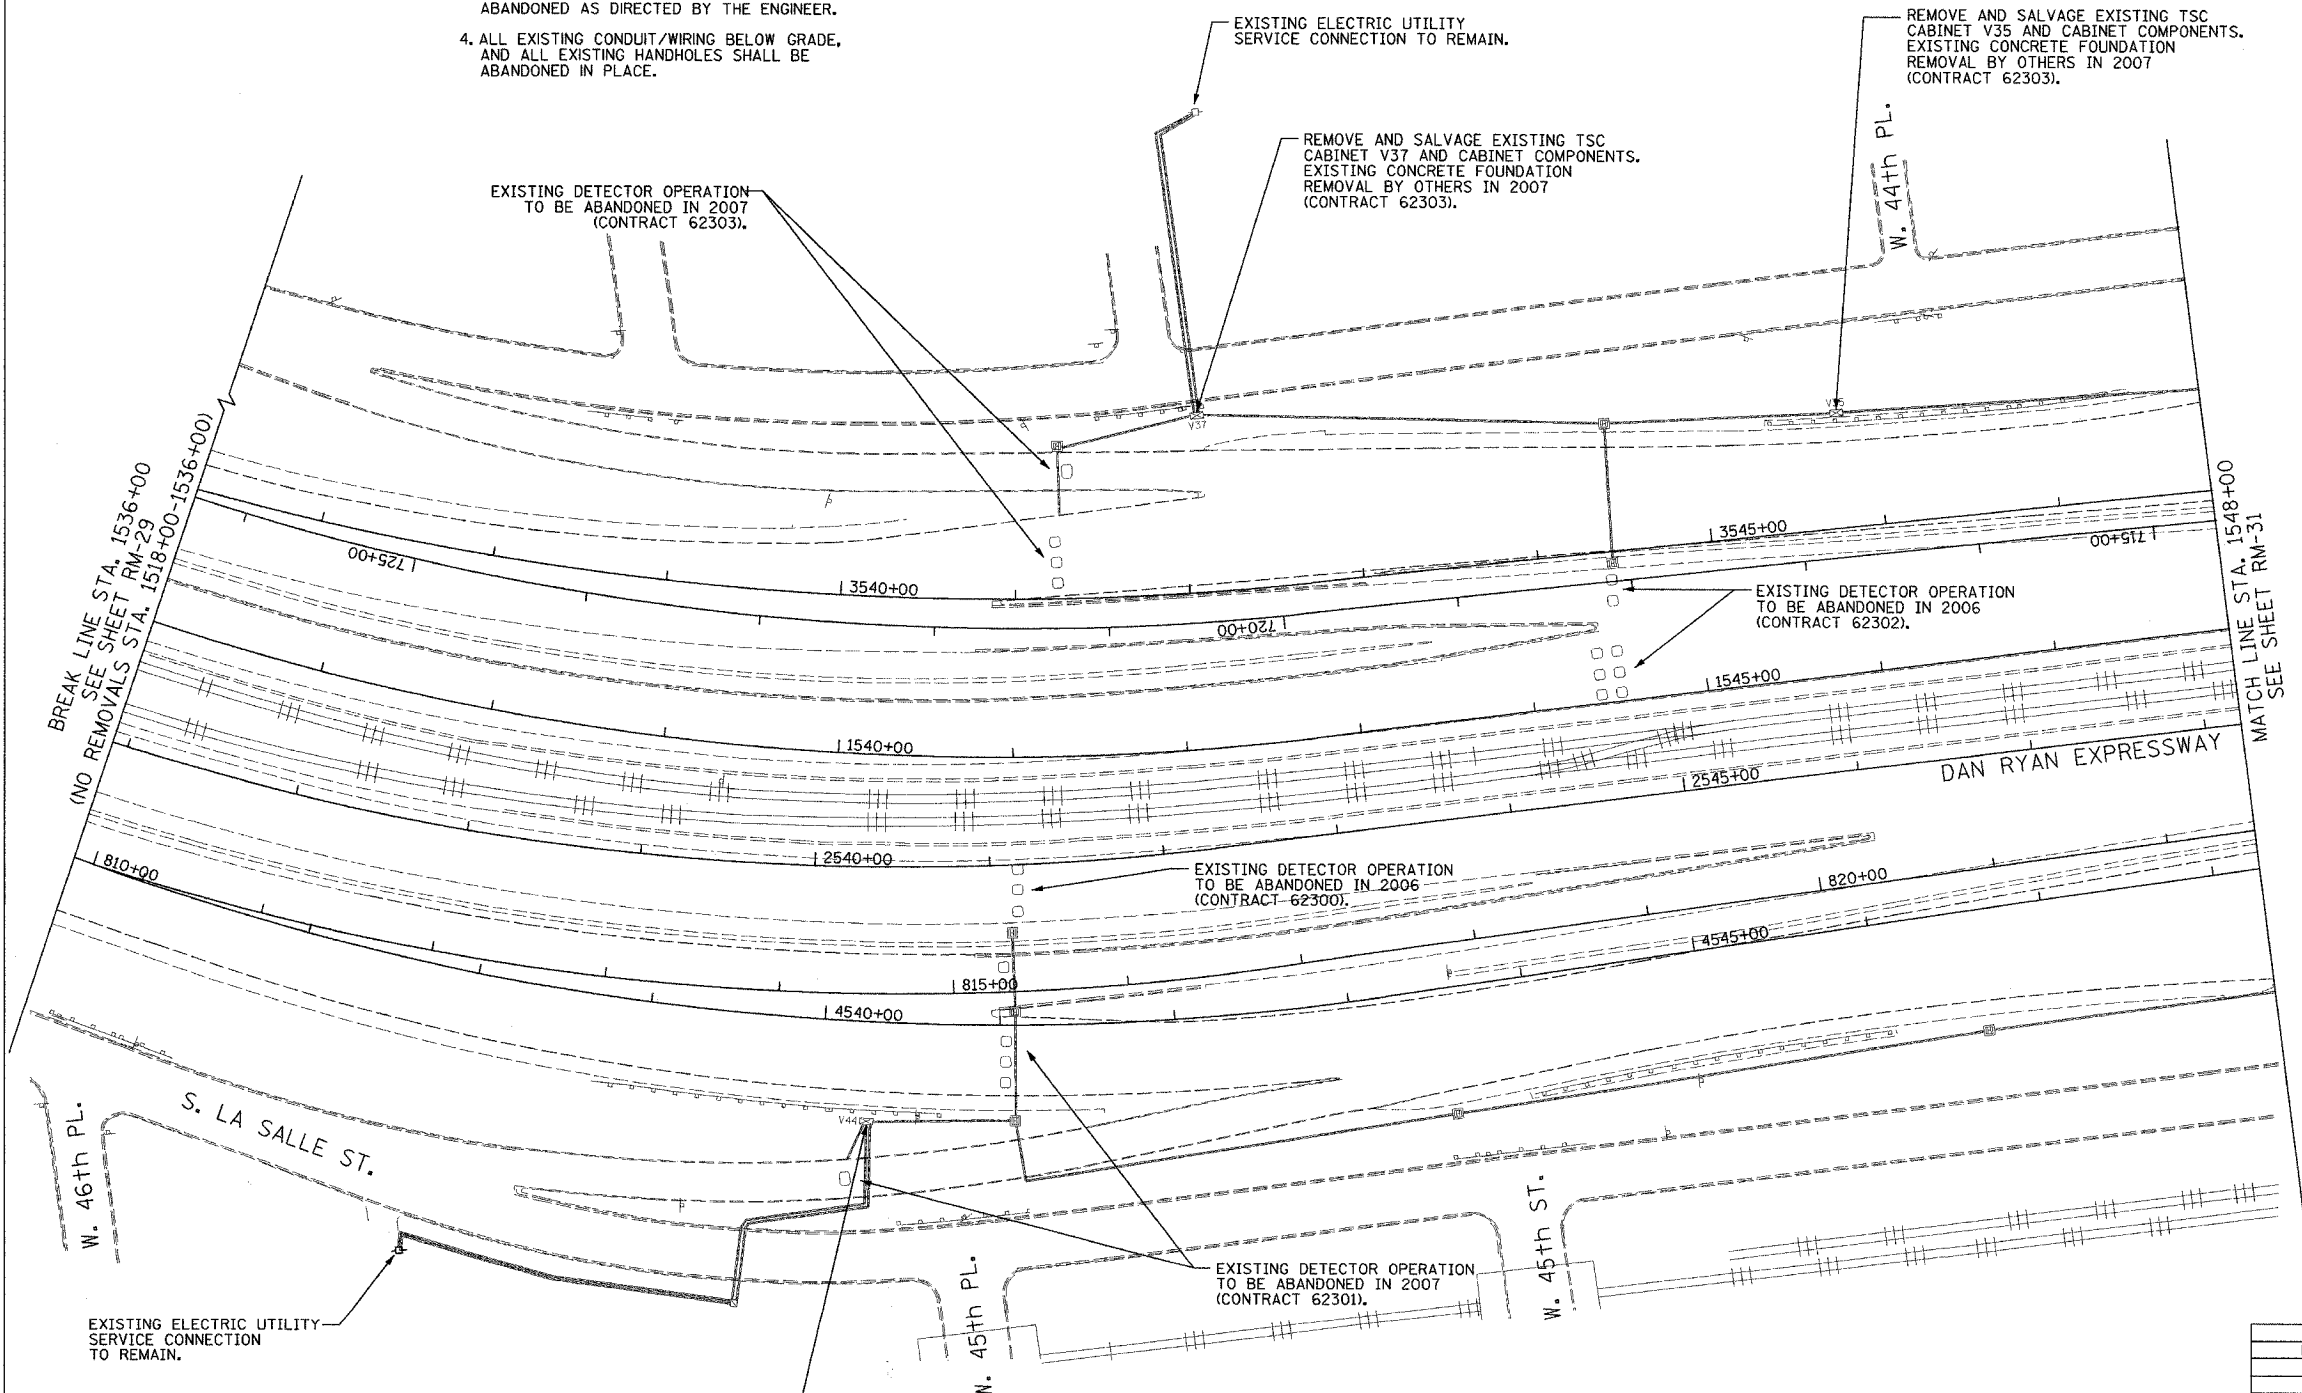 ABANDONED AS DIRECTED BY THE ENGINEER.
4. ALL EXISTING CONDUIT/WIRING BELOW GRADE,
AND ALL EXISTING HANDHOLES SHALL BE
ABANDONED IN PLACE.
EXISTING ELECTRIC UTILITY
SERVICE CONNECTION TO REMAIN.
REMOVE AND SALVAGE EXISTING TSC
CABINET V35 AND CABINET COMPONENTS.
EXISTING CONCRETE FOUNDATION
REMOVAL BY OTHERS IN 2007
(CONTRACT 62303).
REMOVE AND SALVAGE EXISTING TSC
CABINET V37 AND CABINET COMPONENTS.
EXISTING CONCRETE FOUNDATION
REMOVAL BY OTHERS IN 2007
(CONTRACT 62303).
W. 44th PL.
EXISTING DETECTOR OPERATION
TO BE ABANDONED IN 2007
(CONTRACT 62303).
V35
V37
BREAK LINE STA. 1536+00
SEE SHEET RM-29
(NO REMOVALS STA. 1518+00-1536+00)
MATCH LINE STA. 1548+00
SEE SHEET RM-31
3545+00
715+00
725+00
3540+00
EXISTING DETECTOR OPERATION
TO BE ABANDONED IN 2006
(CONTRACT 62302).
720+00
1545+00
1540+00
DAN RYAN EXPRESSWAY
2545+00
2540+00
810+00
EXISTING DETECTOR OPERATION
TO BE ABANDONED IN 2006
(CONTRACT 62300).
820+00
4545+00
815+00
4540+00
V44
S. LA SALLE ST.
W. 46th PL.
W. 45th ST.
W. 45th PL.
EXISTING DETECTOR OPERATION
TO BE ABANDONED IN 2007
(CONTRACT 62301).
EXISTING ELECTRIC UTILITY
SERVICE CONNECTION
TO REMAIN.